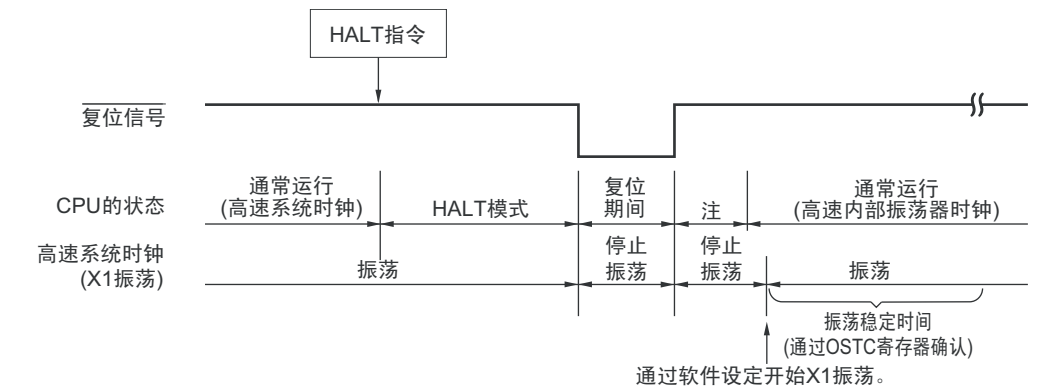 HALT指令
复位信号
CPU的状态
通常运行
(高速系统时钟)
HALT模式
复位
期间
注
通常运行
(高速内部振荡器时钟)
高速系统时钟
(X1振荡)
振荡
停止
振荡
停止
振荡
振荡
振荡稳定时间
(通过OSTC寄存器确认)
通过软件设定开始X1振荡。